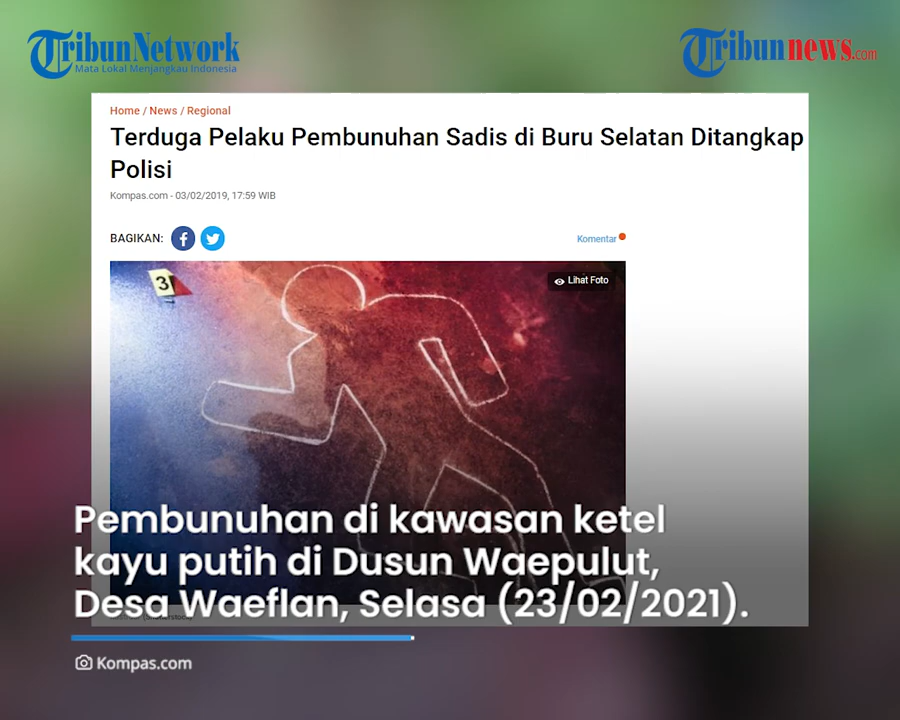 TribunNetwork
Mata Lokal Menjangkau Indonesia
Tribunnews.com
Home / News / Regional
Terduga Pelaku Pembunuhan Sadis di Buru Selatan Ditangkap
Polisi
Kompas.com - 03/02/2019, 17:59 WIB
BAGIKAN:
Komentar
3
Lihat Foto
Pembunuhan di kawasan ketel
kayu putih di Dusun Waepulut,
Desa Waeflan, Selasa (23/02/2021).
Kompas.com